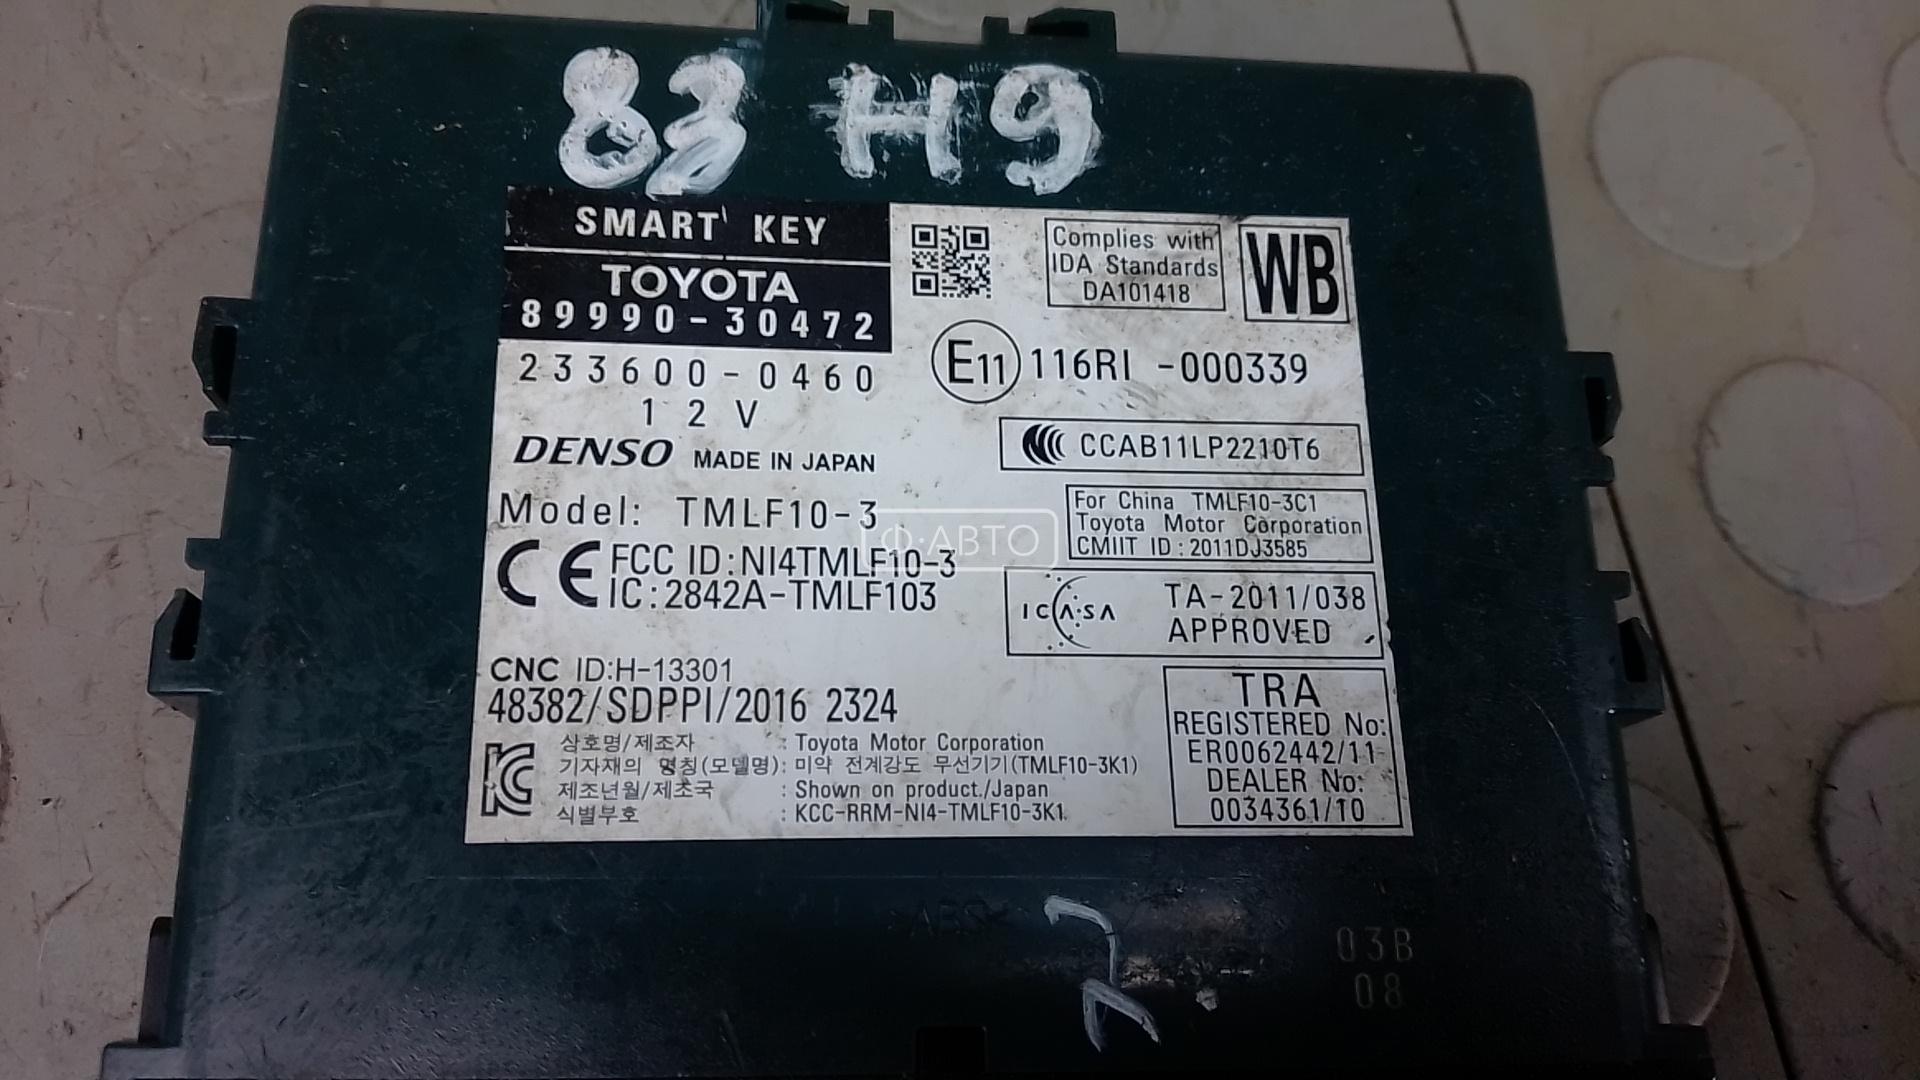 83 H9
SMART KEY
TOYOTA
89990-30472
233600-0460
12V
DENSO MADE IN JAPAN
Complies with
IDA Standards
DA101418
WB
E11 116RI -000339
CCAB11LP2210T6
Model: TMLF10-3
For China TMLF10-3C1
Toyota Motor Corporation
CMIIT ID : 2011DJ3585
Ф·АВТО
CE FCC ID:NI4TMLF10-3
IC:2842A-TMLF103
ICASA TA-2011/038
APPROVED
CNC ID:H-13301
48382/SDPPI/2016 2324
TRA
REGISTERED No:
ER0062442/11
DEALER No:
0034361/10
상호명/제조자 : Toyota Motor Corporation
기자재의 명칭(모델명): 미약 전계강도 무선기기(TMLF10-3K1)
제조년월/제조국 : Shown on product./Japan
식별부호 : KCC-RRM-NI4-TMLF10-3K1
>ABS<
03B
08